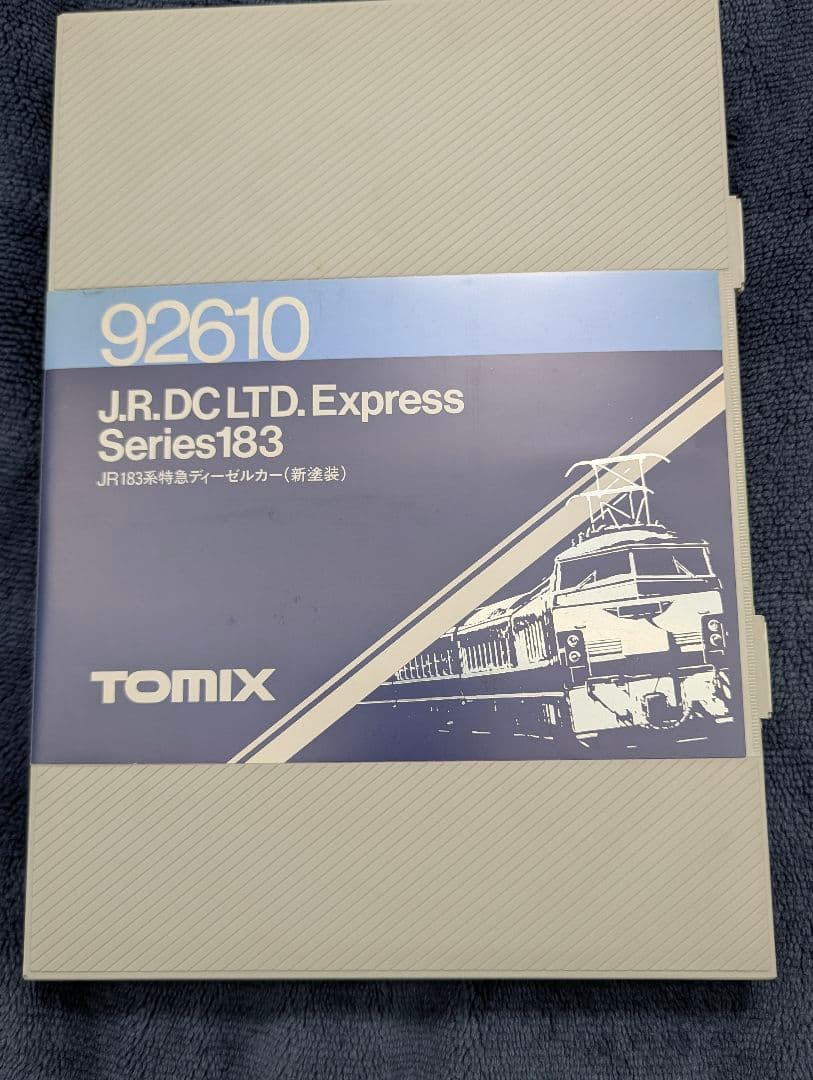 92610
J.R.DC LTD. Express
Series183
JR183系特急ディーゼルカー(新塗装)
TOMIX